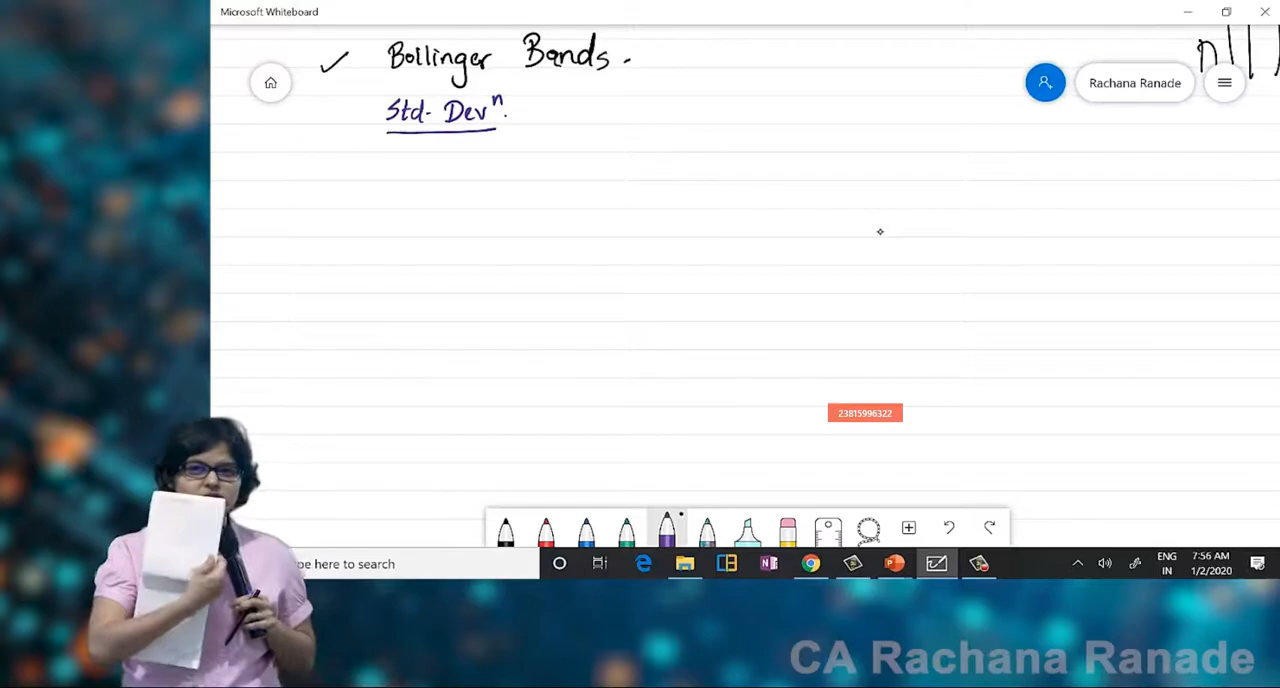 Microsoft Whiteboard
✓ Bollinger Bands.
Std. Devⁿ.
Rachana Ranade
23815996322
pe here to search
ENG
IN
7:56 AM
1/2/2020
CA Rachana Ranade